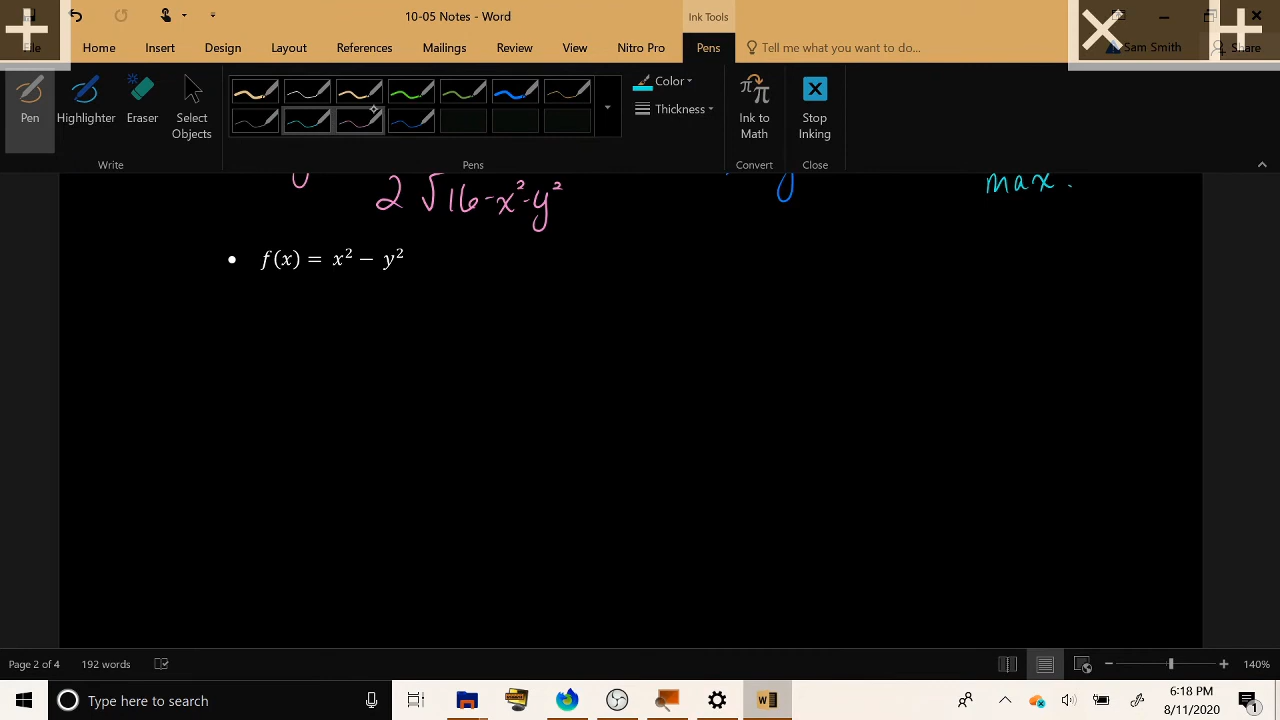 10-05 Notes - Word
Ink Tools
File Home Insert Design Layout References Mailings Review View Nitro Pro Pens Tell me what you want to do... Sam Smith Share
Pen Highlighter Eraser Select Objects
Color
Thickness
Ink to Math
Stop Inking
Write Pens Convert Close
y max.
2 √16-x²-y²
• f(x) = x² − y²
Page 2 of 4 192 words 140%
Type here to search
6:18 PM
8/11/2020
1